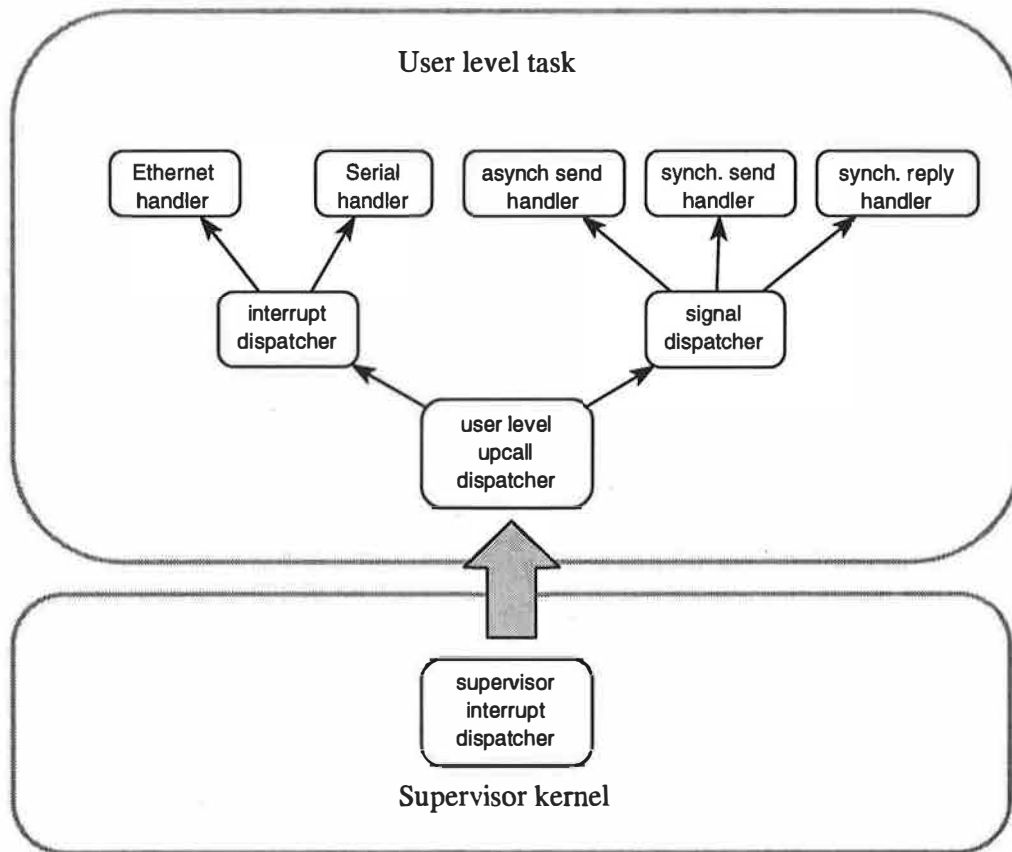 User level task
Ethernet
handler
Serial
handler
asynch send
handler
synch. send
handler
synch. reply
handler
interrupt
dispatcher
signal
dispatcher
user level
upcall
dispatcher
supervisor
interrupt
dispatcher
Supervisor kernel